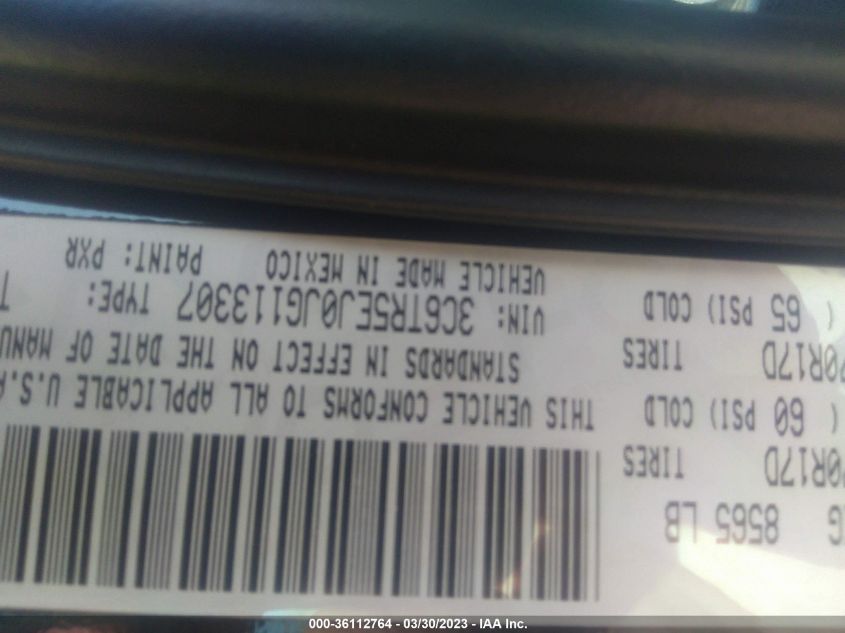 G 8565 LB
70R17D TIRES
( 60 PSI) COLD
70R17D TIRES
( 65 PSI) COLD
THIS VEHICLE CONFORMS TO ALL APPLICABLE U.S.A
STANDARDS IN EFFECT ON THE DATE OF MANU
VIN: 3C6TR5EJ0JG113307 TYPE: T
VEHICLE MADE IN MEXICO PAINT: PXR
000-36112764 - 03/30/2023 - IAA Inc.